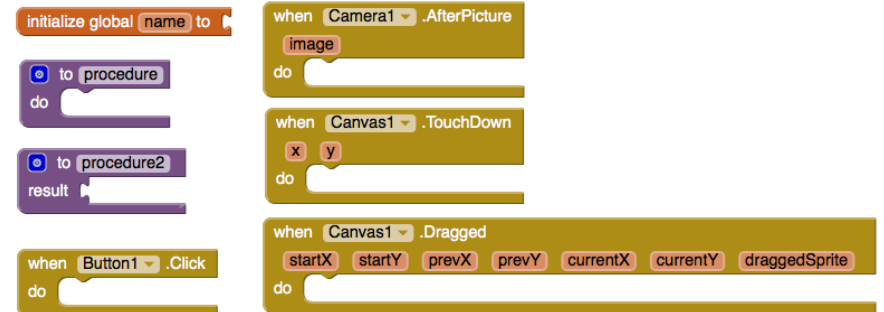 initialize global name to
to procedure
do
to procedure2
result
when Button1 .Click
do
when Camera1 .AfterPicture
image
do
when Canvas1 .TouchDown
x y
do
when Canvas1 .Dragged
startX startY prevX prevY currentX currentY draggedSprite
do